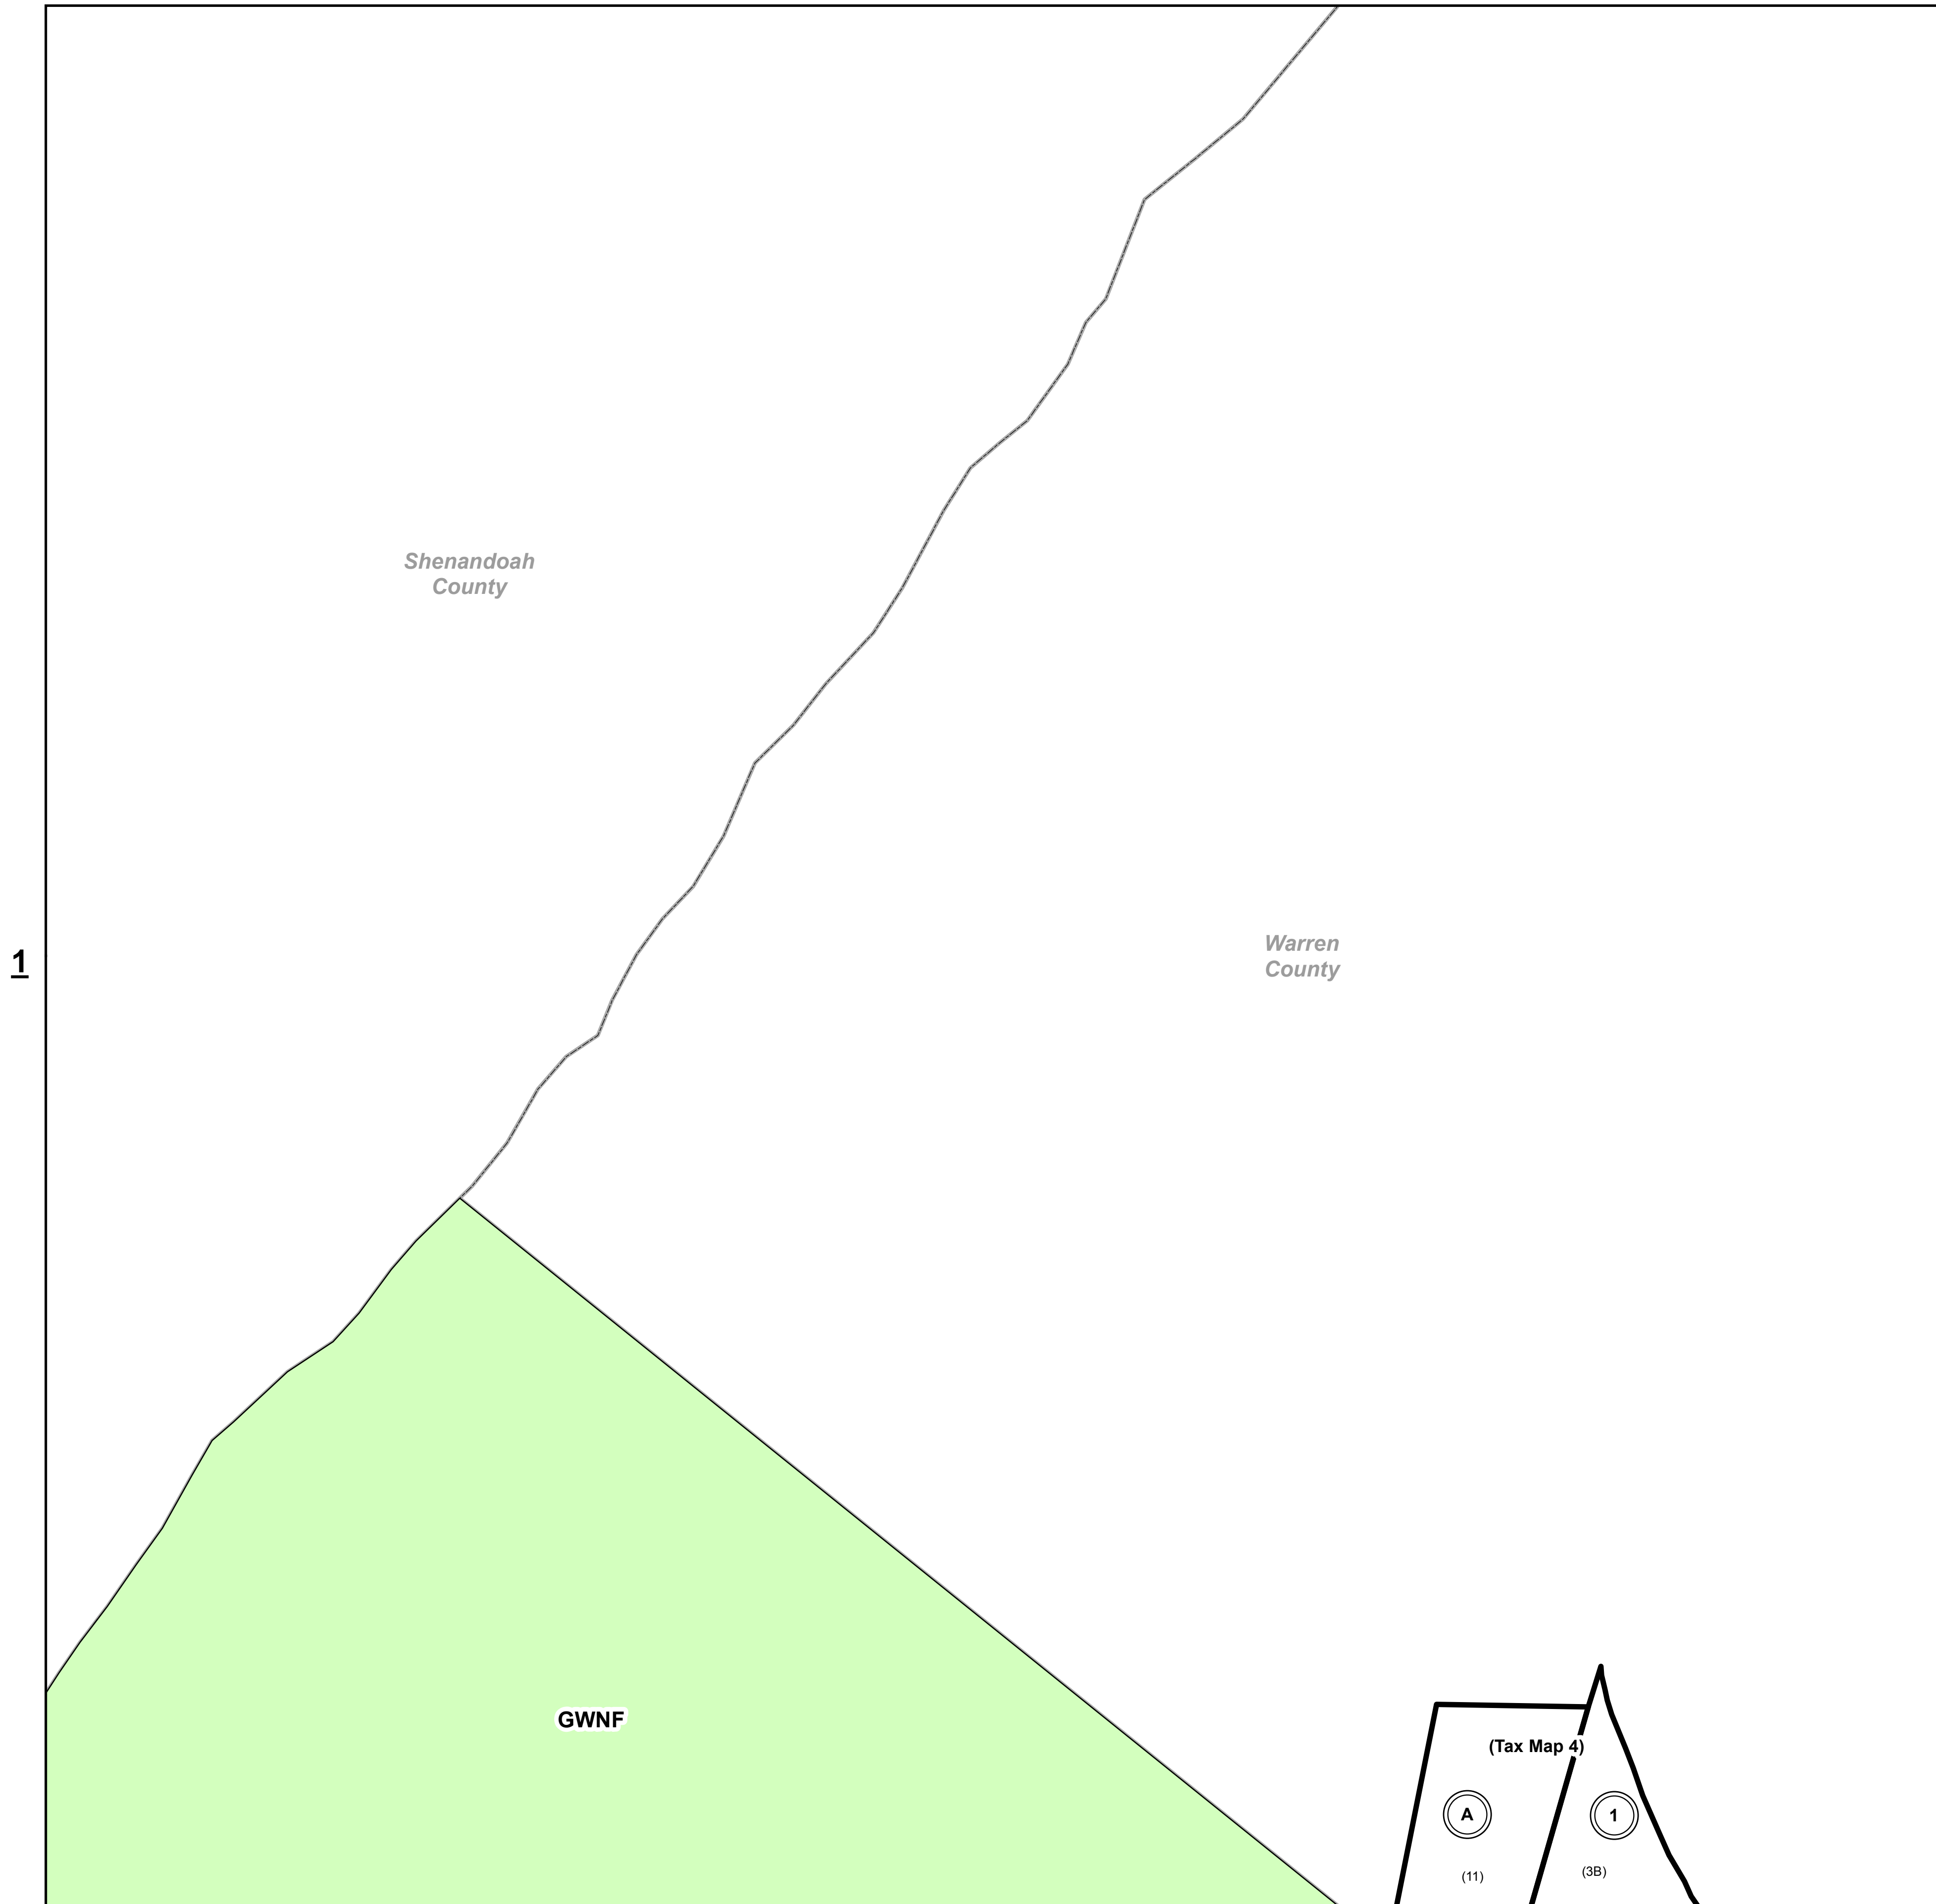 Shenandoah
County
Warren
County
1
GWNF
(Tax Map 4)
A
1
(11)
(3B)